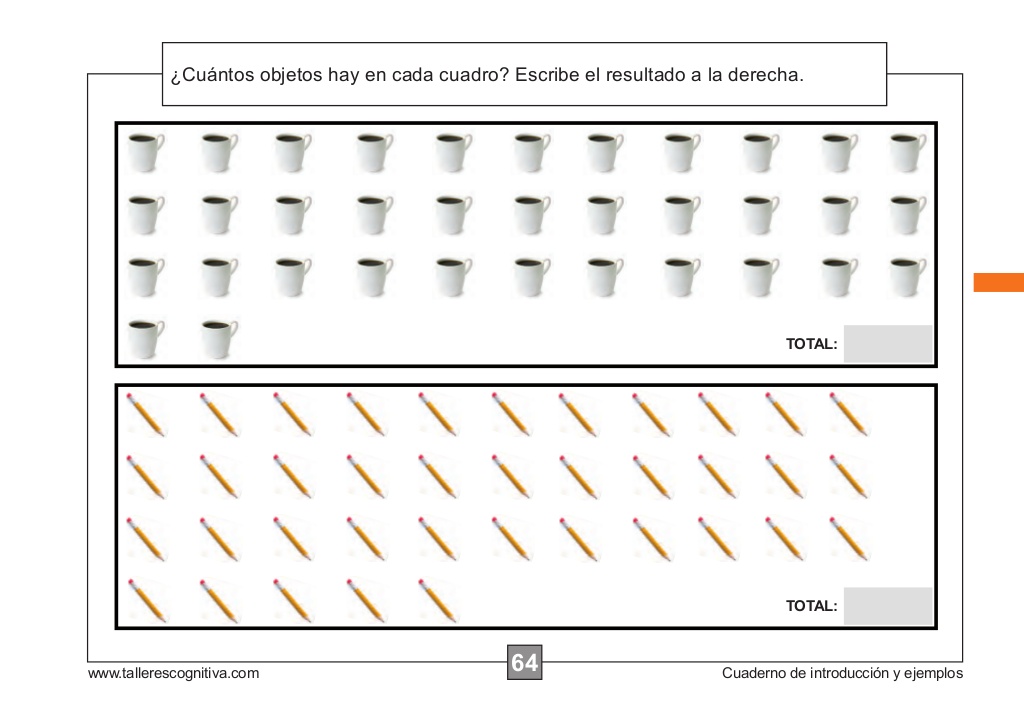 ¿Cuántos objetos hay en cada cuadro? Escribe el resultado a la derecha.
TOTAL:
TOTAL:
64
www.tallerescognitiva.com
Cuaderno de introducción y ejemplos